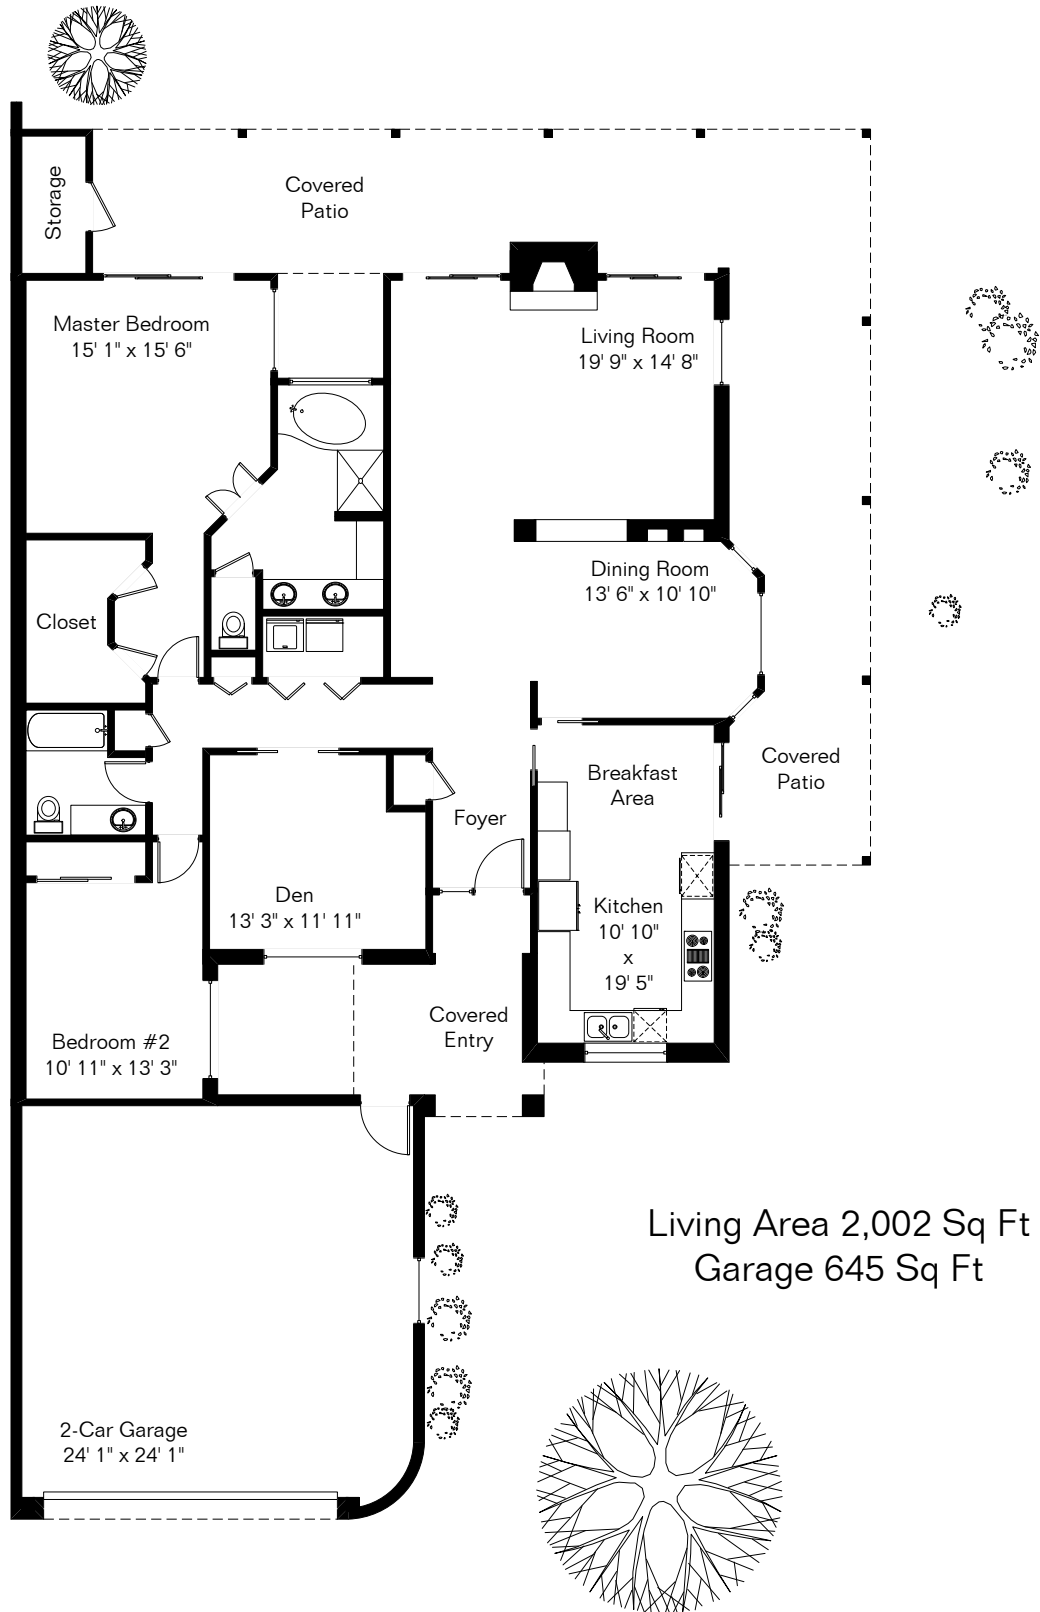 Storage
Covered
Patio
Master Bedroom
15' 1" x 15' 6"
Living Room
19' 9" x 14' 8"
Dining Room
13' 6" x 10' 10"
Closet
Covered
Patio
Breakfast
Area
Foyer
Den
13' 3" x 11' 11"
Kitchen
10' 10"
x
19' 5"
Covered
Entry
Bedroom #2
10' 11" x 13' 3"
Living Area 2,002 Sq Ft
Garage 645 Sq Ft
2-Car Garage
24' 1" x 24' 1"